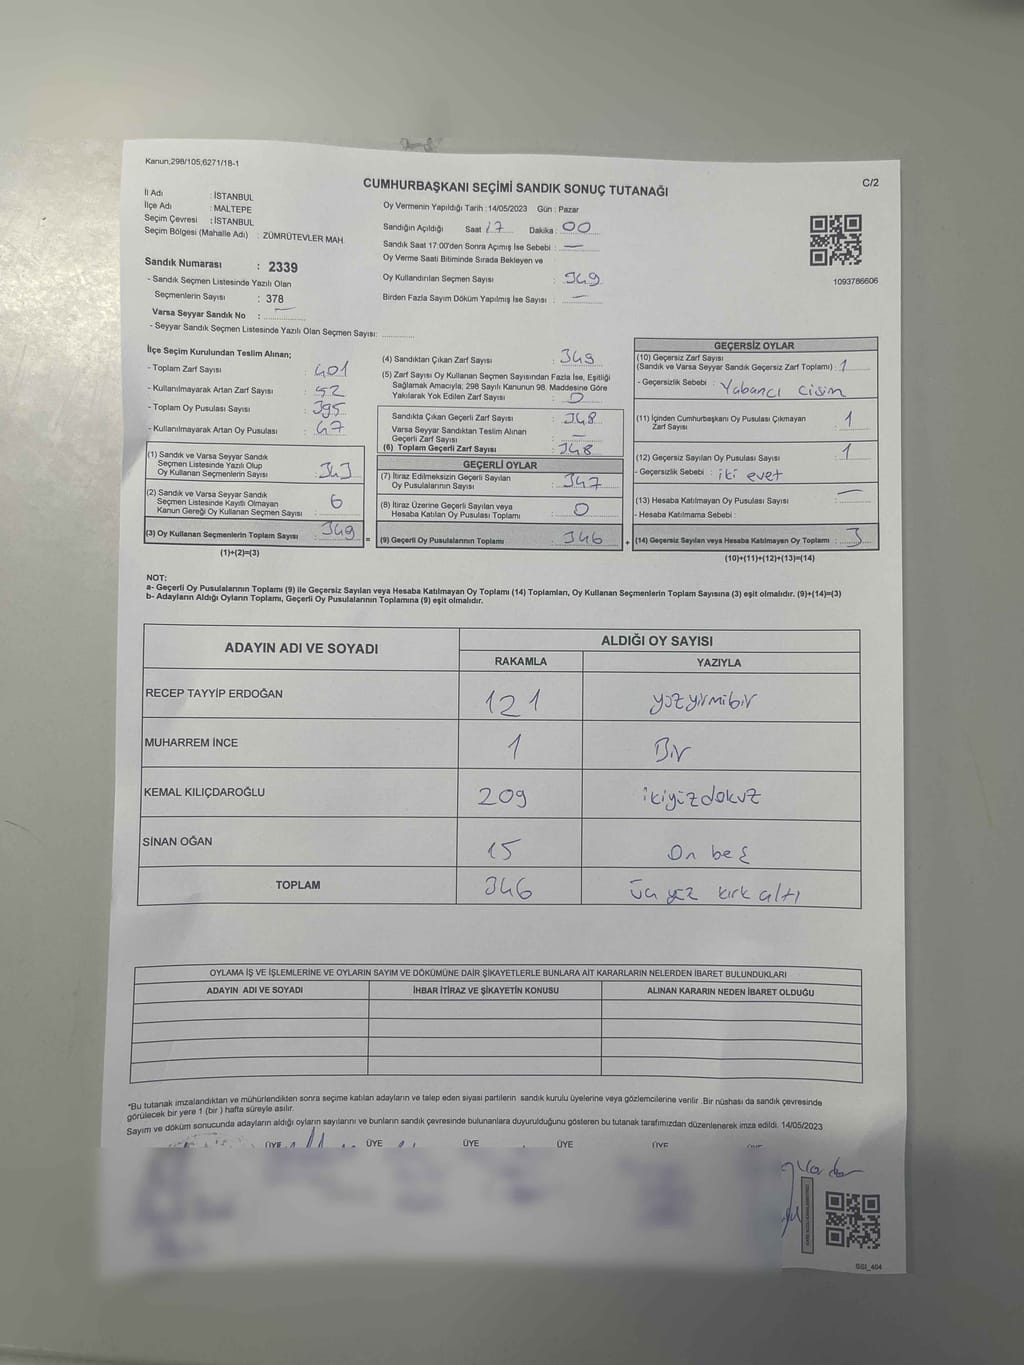 Kanun;298/105;6271/18-1
C/2
CUMHURBAŞKANI SEÇİMİ SANDIK SONUÇ TUTANAĞI
İl Adı : İSTANBUL
İlçe Adı : MALTEPE
Seçim Çevresi : İSTANBUL
Seçim Bölgesi (Mahalle Adı) : ZÜMRÜTEVLER MAH.
Sandık Numarası : 2339
- Sandık Seçmen Listesinde Yazılı Olan
Seçmenlerin Sayısı : 378
Varsa Seyyar Sandık No : —
- Seyyar Sandık Seçmen Listesinde Yazılı Olan Seçmen Sayısı:
Oy Vermenin Yapıldığı Tarih : 14/05/2023 Gün : Pazar
Sandığın Açıldığı Saat 17 Dakika : 00
Sandık Saat 17:00'den Sonra Açımış İse Sebebi : —
Oy Verme Saati Bitiminde Sırada Bekleyen ve :
Oy Kullandırılan Seçmen Sayısı 349
Birden Fazla Sayım Döküm Yapılmış İse Sayısı : —
1093786606
İlçe Seçim Kurulundan Teslim Alınan;
- Toplam Zarf Sayısı : 401
- Kullanılmayarak Artan Zarf Sayısı : 52
- Toplam Oy Pusulası Sayısı : 395
- Kullanılmayarak Artan Oy Pusulası : 47
(1) Sandık ve Varsa Seyyar Sandık
Seçmen Listesinde Yazılı Olup
Oy Kullanan Seçmenlerin Sayısı : 343
(2) Sandık ve Varsa Seyyar Sandık
Seçmen Listesinde Kayıtlı Olmayan
Kanun Gereği Oy Kullanan Seçmen Sayısı : 6
(3) Oy Kullanan Seçmenlerin Toplam Sayısı : 349
(1)+(2)=(3)
=
(4) Sandıktan Çıkan Zarf Sayısı : 349
(5) Zarf Sayısı Oy Kullanan Seçmen Sayısından Fazla İse, Eşitliği
Sağlamak Amacıyla; 298 Sayılı Kanunun 98. Maddesine Göre
Yakılarak Yok Edilen Zarf Sayısı : 0
Sandıkta Çıkan Geçerli Zarf Sayısı : 348
Varsa Seyyar Sandıktan Teslim Alınan
Geçerli Zarf Sayısı : —
(6) Toplam Geçerli Zarf Sayısı : 348
GEÇERLİ OYLAR
(7) İtiraz Edilmeksizin Geçerli Sayılan
Oy Pusulalarının Sayısı : 347
(8) İtiraz Üzerine Geçerli Sayılan veya
Hesaba Katılan Oy Pusulası Toplamı : 0
(9) Geçerli Oy Pusulalarının Toplamı : 346
+
GEÇERSİZ OYLAR
(10) Geçersiz Zarf Sayısı
(Sandık ve Varsa Seyyar Sandık Geçersiz Zarf Toplamı) : 1
- Geçersizlik Sebebi : Yabancı cisim
(11) İçinden Cumhurbaşkanı Oy Pusulası Çıkmayan
Zarf Sayısı : 1
(12) Geçersiz Sayılan Oy Pusulası Sayısı : 1
- Geçersizlik Sebebi : iki evet
(13) Hesaba Katılmayan Oy Pusulası Sayısı : —
- Hesaba Katılmama Sebebi :
(14) Geçersiz Sayılan veya Hesaba Katılmayan Oy Toplamı : 3
(10)+(11)+(12)+(13)=(14)
NOT:
a- Geçerli Oy Pusulalarının Toplamı (9) ile Geçersiz Sayılan veya Hesaba Katılmayan Oy Toplamı (14) Toplamları, Oy Kullanan Seçmenlerin Toplam Sayısına (3) eşit olmalıdır. (9)+(14)=(3)
b- Adayların Aldığı Oyların Toplamı, Geçerli Oy Pusulalarının Toplamına (9) eşit olmalıdır.
ADAYIN ADI VE SOYADI
ALDIĞI OY SAYISI
RAKAMLA YAZIYLA
RECEP TAYYİP ERDOĞAN 121 yüzyirmibir
MUHARREM İNCE 1 Bir
KEMAL KILIÇDAROĞLU 209 ikiyüzdokuz
SİNAN OĞAN 15 On beş
TOPLAM 346 üç yüz kırk altı
OYLAMA İŞ VE İŞLEMLERİNE VE OYLARIN SAYIM VE DÖKÜMÜNE DAİR ŞİKAYETLERLE BUNLARA AİT KARARLARIN NELERDEN İBARET BULUNDUKLARI
ADAYIN ADI VE SOYADI
İHBAR İTİRAZ VE ŞİKAYETİN KONUSU
ALINAN KARARIN NEDEN İBARET OLDUĞU
*Bu tutanak imzalandıktan ve mühürlendikten sonra seçime katılan adayların ve talep eden siyasi partilerin sandık kurulu üyelerine veya gözlemcilerine verilir .Bir nüshası da sandık çevresinde
görülecek bir yere 1 (bir ) hafta süreyle asılır.
Sayım ve döküm sonucunda adayların aldığı oyların sayılarını ve bunların sandık çevresinde bulunanlara duyurulduğunu gösteren bu tutanak tarafımızdan düzenlenerek imza edildi. 14/05/2023
ÜYE ÜYE ÜYE ÜYE ÜYE
GSI_404